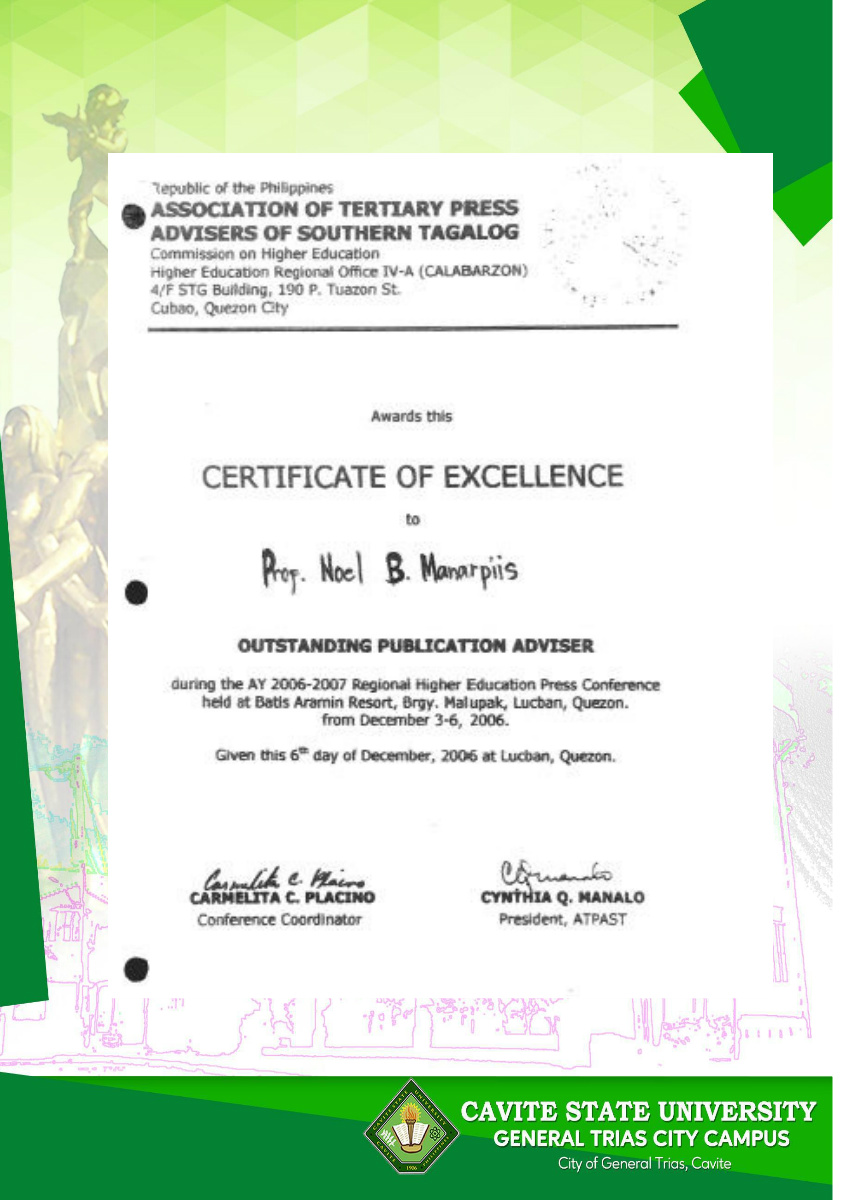 Republic of the Philippines
ASSOCIATION OF TERTIARY PRESS
ADVISERS OF SOUTHERN TAGALOG
Commission on Higher Education
Higher Education Regional Office IV-A (CALABARZON)
4/F STG Building, 190 P. Tuazon St.
Cubao, Quezon City
Awards this
CERTIFICATE OF EXCELLENCE
to
Prof. Noel B. Manarpiis
OUTSTANDING PUBLICATION ADVISER
during the AY 2006-2007 Regional Higher Education Press Conference
held at Batis Aramin Resort, Brgy. Malupak, Lucban, Quezon.
from December 3-6, 2006.
Given this 6th day of December, 2006 at Lucban, Quezon.
Carmelita C. Placino
CARMELITA C. PLACINO
Conference Coordinator
CQManalo
CYNTHIA Q. MANALO
President, ATPAST
CAVITE STATE UNIVERSITY
1906
CAVITE STATE UNIVERSITY
GENERAL TRIAS CITY CAMPUS
City of General Trias, Cavite